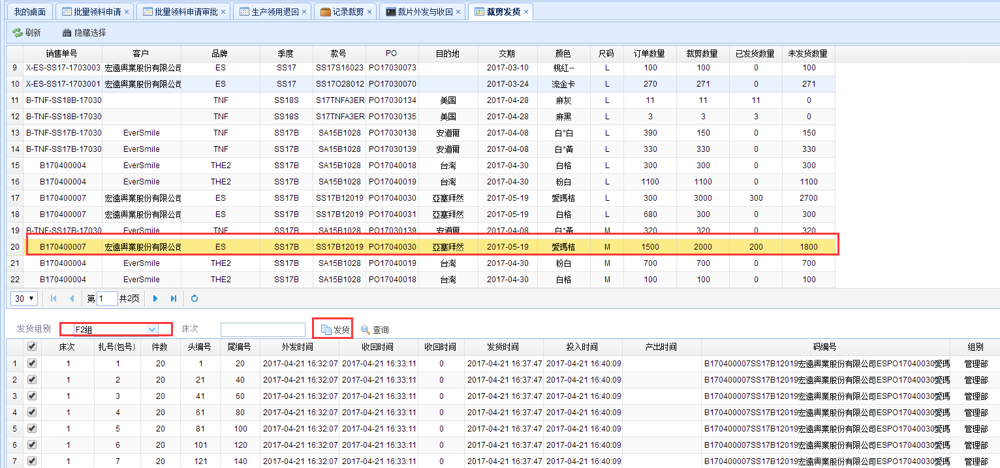 我的桌面 批量领料申请 × 批量领料申请审批 × 生产领用退回 × 记录裁剪 × 裁片外发与收回 × 裁剪发货 ×
刷新 隐藏选择
销售单号 客户 品牌 季度 款号 PO 目的地 交期 颜色 尺码 订单数量 裁剪数量 已发货数量 未发货数量
9 X-ES-SS17-1703003 宏遠興業股份有限公司 ES SS17 SS17S16023 PO17030073 2017-03-10 桃紅-- L 100 100 0 100
10 X-ES-SS17-1703001 宏遠興業股份有限公司 ES SS17 SS17O28012 PO17030070 2017-03-24 流金卡 L 270 271 0 271
11 B-TNF-SS18B-17030 TNF SS18S S17TNFA3ER PO17030134 美国 2017-04-28 麻灰 L 11 11 11 0
12 B-TNF-SS18B-17030 TNF SS18S S17TNFA3ER PO17030135 美国 2017-04-28 麻黑 L 3 3 3 0
13 B-TNF-SS17B-17030 EverSmile TNF SS17B SA15B1028 PO17030138 安道爾 2017-04-08 白*白 L 390 150 0 150
14 B-TNF-SS17B-17030 EverSmile TNF SS17B SA15B1028 PO17030139 安道爾 2017-04-08 白*黃 L 330 330 0 330
15 B170400004 EverSmile THE2 SS17B SA15B1028 PO17040018 台灣 2017-04-30 白格 L 300 300 0 300
16 B170400004 EverSmile THE2 SS17B SA15B1028 PO17040019 台灣 2017-04-30 粉白 L 1100 1100 0 1100
17 B170400007 宏遠興業股份有限公司 ES SS17B SS17B12019 PO17040030 亞塞拜然 2017-05-19 愛瑪桔 L 300 3000 300 2700
18 B170400007 宏遠興業股份有限公司 ES SS17B SS17B12019 PO17040031 亞塞拜然 2017-05-19 白格 L 680 300 0 300
19 B-TNF-SS17B-17030 EverSmile TNF SS17B SA15B1028 PO17030139 安道爾 2017-04-08 白*黃 M 320 320 0 320
20 B170400007 宏遠興業股份有限公司 ES SS17B SS17B12019 PO17040030 亞塞拜然 2017-05-19 愛瑪桔 M 1500 2000 200 1800
21 B170400004 EverSmile THE2 SS17B SA15B1028 PO17040019 台灣 2017-04-30 粉白 M 700 700 0 700
22 B170400004 EverSmile THE2 SS17B SA15B1028 PO17040018 台灣 2017-04-30 白格 M 100 100 0 100
30 第 1 共2页
发货组别 F2组 床次 发货 查询
床次 扎号(包号) 件数 头编号 尾编号 外发时间 收回时间 收回时间 发货时间 投入时间 产出时间 码编号 组别
1 1 1 20 1 20 2017-04-21 16:32:07 2017-04-21 16:33:11 0 2017-04-21 16:37:47 2017-04-21 16:40:09 B170400007SS17B12019宏遠興業股份有限公司ESPO17040030愛瑪 管理部
2 1 2 20 21 40 2017-04-21 16:32:07 2017-04-21 16:33:11 0 2017-04-21 16:37:47 2017-04-21 16:40:09 B170400007SS17B12019宏遠興業股份有限公司ESPO17040030愛瑪 管理部
3 1 3 20 41 60 2017-04-21 16:32:07 2017-04-21 16:33:11 0 2017-04-21 16:37:47 2017-04-21 16:40:09 B170400007SS17B12019宏遠興業股份有限公司ESPO17040030愛瑪 管理部
4 1 4 20 61 80 2017-04-21 16:32:07 2017-04-21 16:33:11 0 2017-04-21 16:37:47 2017-04-21 16:40:09 B170400007SS17B12019宏遠興業股份有限公司ESPO17040030愛瑪 管理部
5 1 5 20 81 100 2017-04-21 16:32:07 2017-04-21 16:33:11 0 2017-04-21 16:37:47 2017-04-21 16:40:09 B170400007SS17B12019宏遠興業股份有限公司ESPO17040030愛瑪 管理部
6 1 6 20 101 120 2017-04-21 16:32:07 2017-04-21 16:33:11 0 2017-04-21 16:37:47 2017-04-21 16:40:09 B170400007SS17B12019宏遠興業股份有限公司ESPO17040030愛瑪 管理部
7 1 7 20 121 140 2017-04-21 16:32:07 2017-04-21 16:33:11 0 2017-04-21 16:37:47 2017-04-21 16:40:09 B170400007SS17B12019宏遠興業股份有限公司ESPO17040030愛瑪 管理部